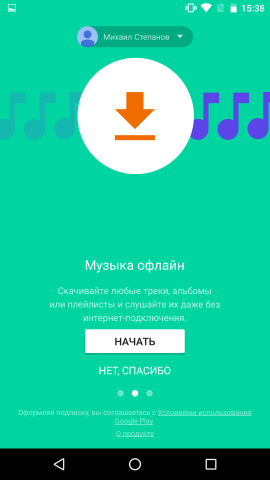 15:38
Михаил Степанов
Музыка офлайн
Скачивайте любые треки, альбомы
или плейлисты и слушайте их даже без
интернет-подключения.
НАЧАТЬ
НЕТ, СПАСИБО
Оформляя подписку, вы соглашаетесь с Условиями использования
Google Play
О продукте